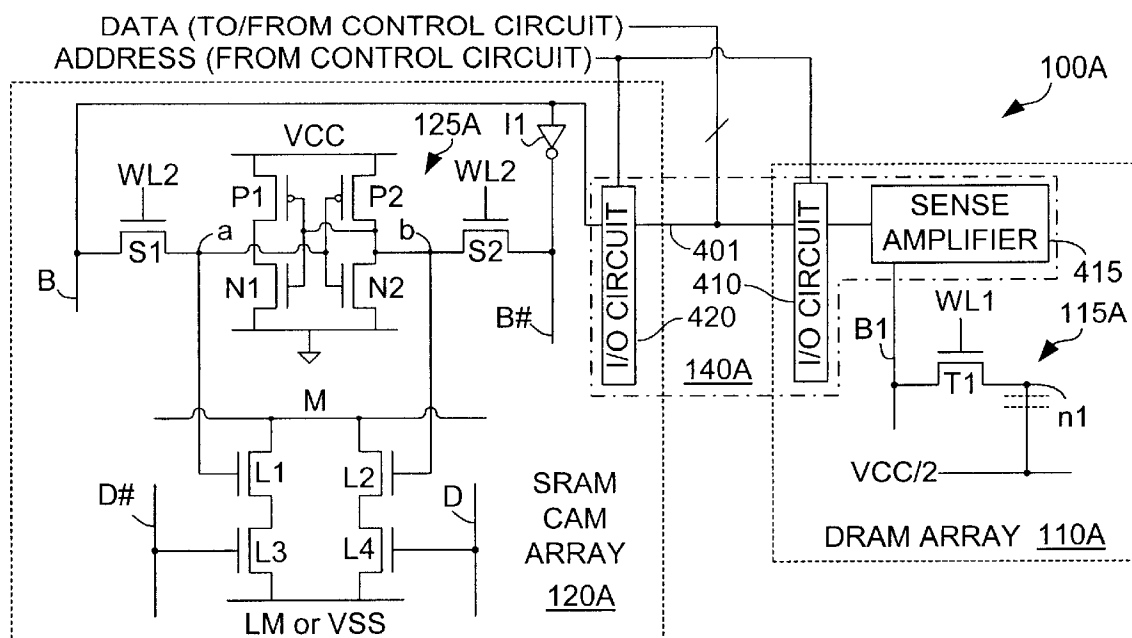 DATA (TO/FROM CONTROL CIRCUIT)
ADDRESS (FROM CONTROL CIRCUIT)
100A
VCC
125A
I1
WL2
P1
P2
WL2
a
b
S1
S2
B
N1
N2
B#
I/O CIRCUIT
420
401
410
140A
I/O CIRCUIT
SENSE
AMPLIFIER
415
WL1
115A
B1
T1
n1
VCC/2
DRAM ARRAY 110A
M
L1
L2
D#
D
L3
L4
LM or VSS
SRAM
CAM
ARRAY
120A